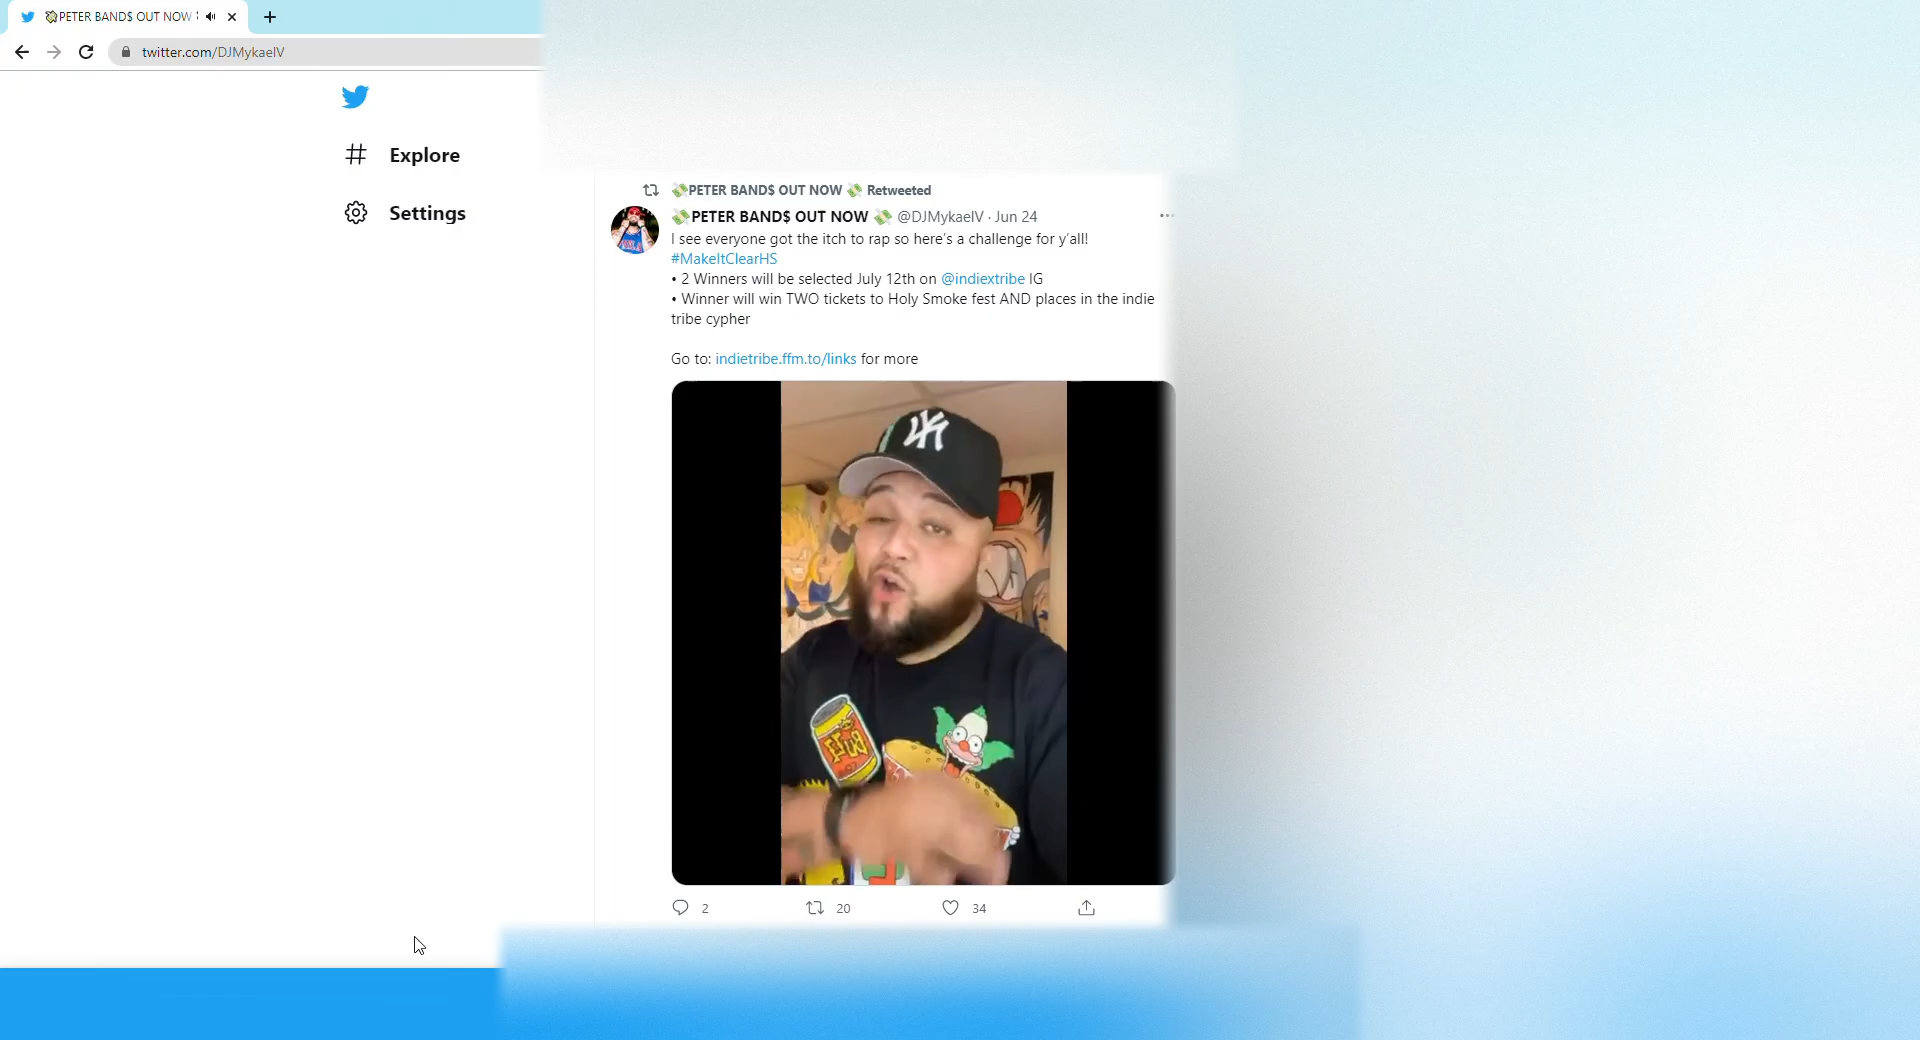 💸PETER BAND$ OUT NOW
twitter.com/DJMykaelV
Explore
Settings
💸PETER BAND$ OUT NOW 💸 Retweeted
💸PETER BAND$ OUT NOW 💸 @DJMykaelV · Jun 24
I see everyone got the itch to rap so here's a challenge for y'all!
#MakeItClearHS
• 2 Winners will be selected July 12th on @indiextribe IG
• Winner will win TWO tickets to Holy Smoke fest AND places in the indie
tribe cypher
Go to: indietribe.ffm.to/links for more
2 20 34